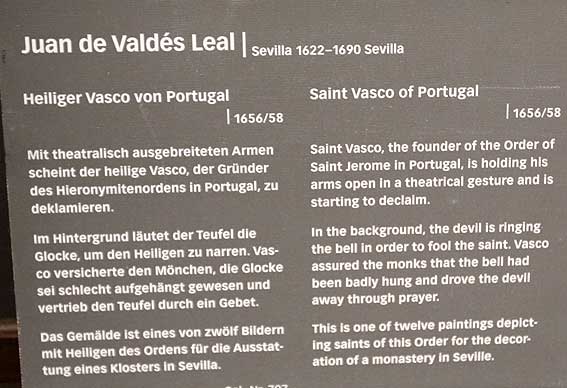 Juan de Valdés Leal | Sevilla 1622–1690 Sevilla
Heiliger Vasco von Portugal
| 1656/58
Mit theatralisch ausgebreiteten Armen
scheint der heilige Vasco, der Gründer
des Hieronymitenordens in Portugal, zu
deklamieren.
Im Hintergrund läutet der Teufel die
Glocke, um den Heiligen zu narren. Vas-
co versicherte den Mönchen, die Glocke
sei schlecht aufgehängt gewesen und
vertrieb den Teufel durch ein Gebet.
Das Gemälde ist eines von zwölf Bildern
mit Heiligen des Ordens für die Ausstat-
tung eines Klosters in Sevilla.
Saint Vasco of Portugal
| 1656/58
Saint Vasco, the founder of the Order of
Saint Jerome in Portugal, is holding his
arms open in a theatrical gesture and is
starting to declaim.
In the background, the devil is ringing
the bell in order to fool the saint. Vasco
assured the monks that the bell had
been badly hung and drove the devil
away through prayer.
This is one of twelve paintings depict-
ing saints of this Order for the decor-
ation of a monastery in Seville.